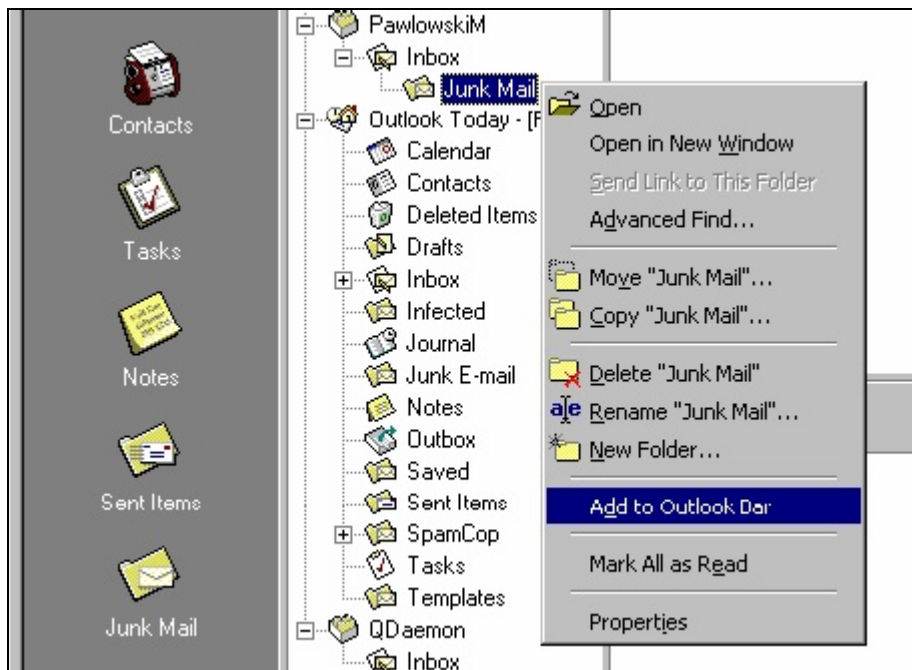 Contacts
Tasks
Notes
Sent Items
Junk Mail
PawlowskiM
Inbox
Junk Mail
Outlook Today - [F
Calendar
Contacts
Deleted Items
Drafts
Inbox
Infected
Journal
Junk E-mail
Notes
Outbox
Saved
Sent Items
SpamCop
Tasks
Templates
QDaemon
Inbox
Open
Open in New Window
Send Link to This Folder
Advanced Find...
Move "Junk Mail"...
Copy "Junk Mail"...
Delete "Junk Mail"
Rename "Junk Mail"...
New Folder...
Add to Outlook Bar
Mark All as Read
Properties